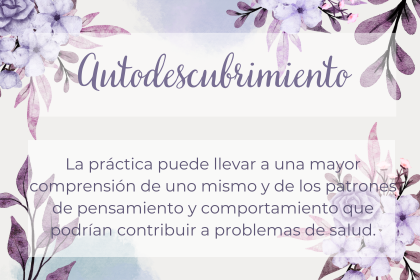 Autodescubrimiento
La práctica puede llevar a una mayor
comprensión de uno mismo y de los patrones
de pensamiento y comportamiento que
podrían contribuir a problemas de salud.